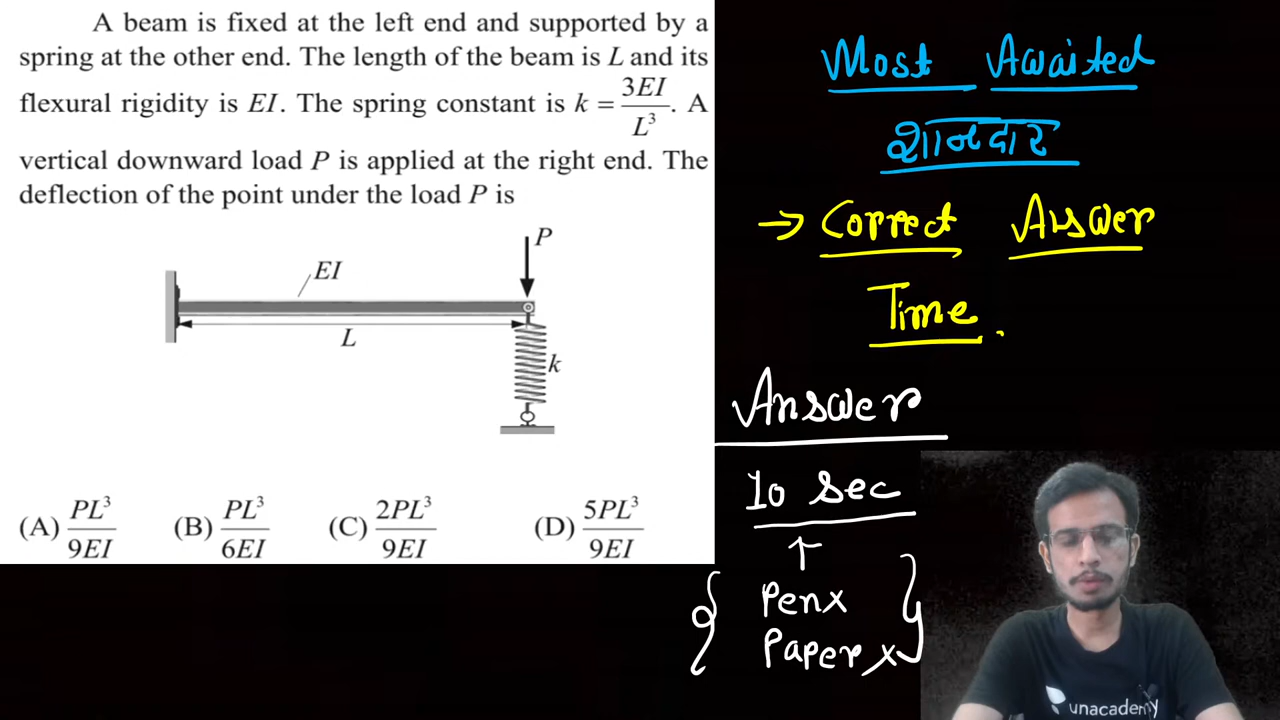 A beam is fixed at the left end and supported by a
spring at the other end. The length of the beam is L and its
flexural rigidity is EI. The spring constant is k = 3EI/L³. A
vertical downward load P is applied at the right end. The
deflection of the point under the load P is
P
EI
L
k
(A) PL³/9EI (B) PL³/6EI (C) 2PL³/9EI (D) 5PL³/9EI
Most Awaited
शानदार
→ Correct Answer
Time.
Answer
10 sec
↑
{ Pen x }
Paper x
unacademy